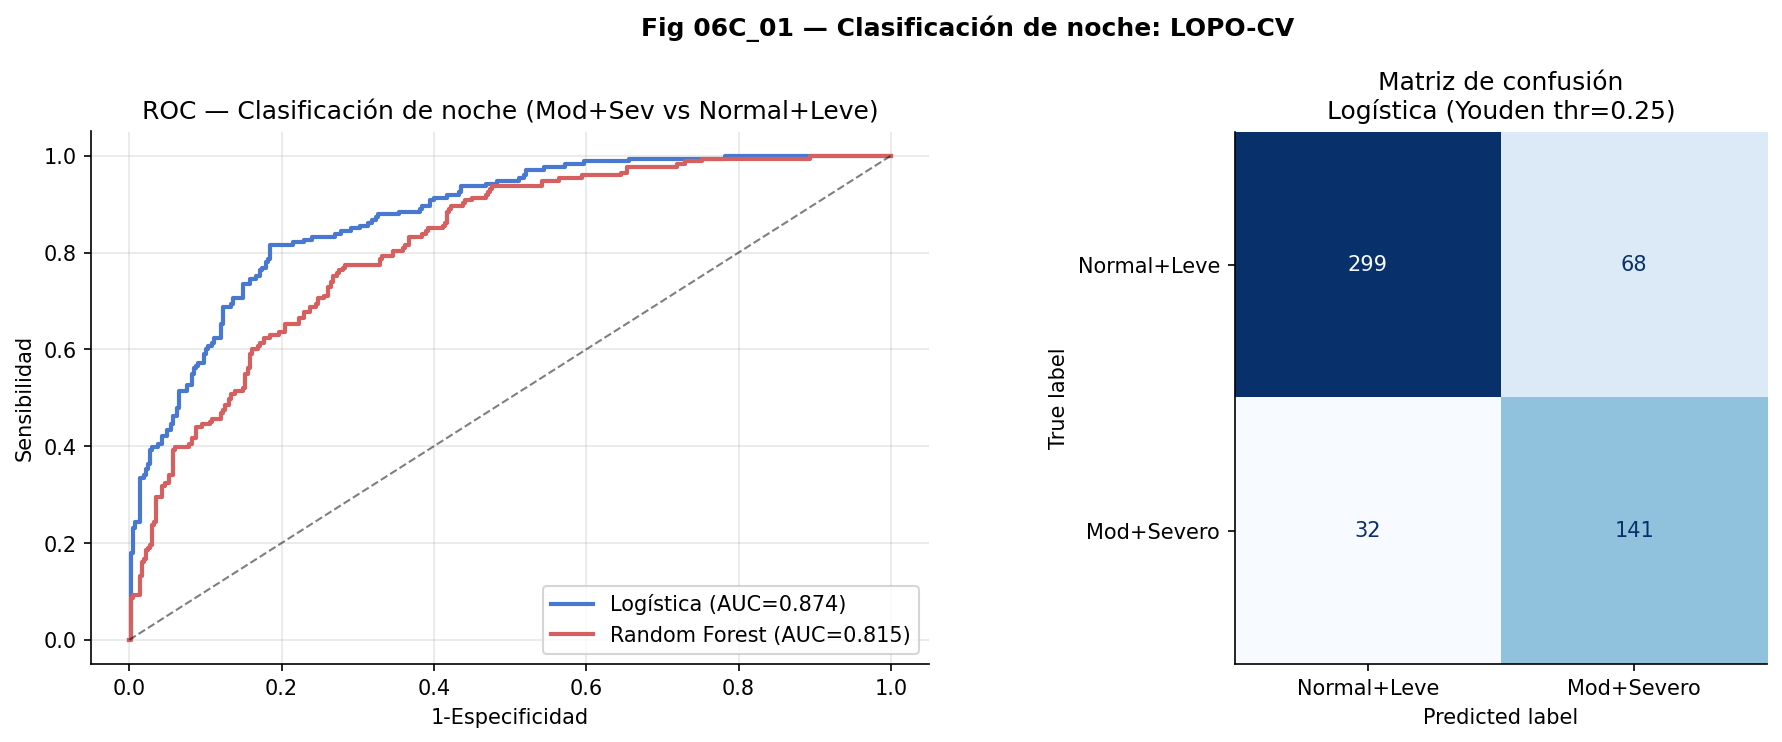 Fig 06C_01 — Clasificación de noche: LOPO-CV
ROC — Clasificación de noche (Mod+Sev vs Normal+Leve)
1.0
0.8
0.6
0.4
0.2
0.0
Sensibilidad
0.0 0.2 0.4 0.6 0.8 1.0
1-Especificidad
Logística (AUC=0.874)
Random Forest (AUC=0.815)
Matriz de confusión
Logística (Youden thr=0.25)
True label
Normal+Leve 299 68
Mod+Severo 32 141
Normal+Leve Mod+Severo
Predicted label